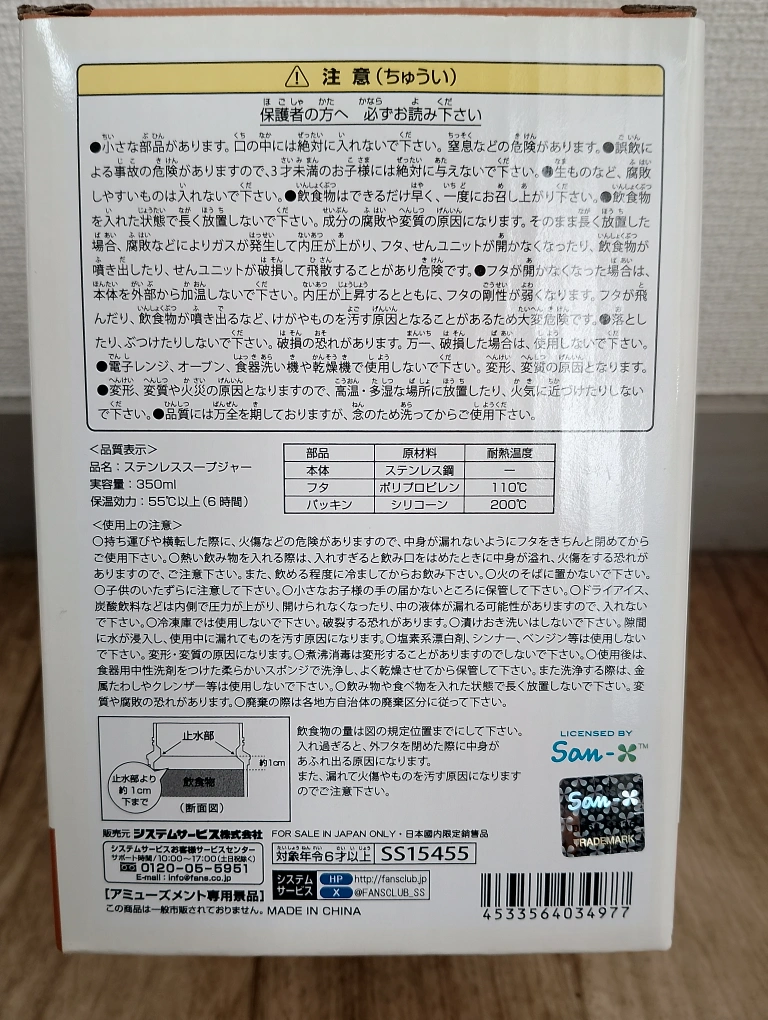 ⚠ 注 意（ちゅうい）
保護者の方へ 必ずお読み下さい
●小さな部品があります。口の中には絶対に入れないで下さい。窒息などの危険があります。●誤飲に
よる事故の危険がありますので、3才未満のお子様には絶対に与えないで下さい。●生ものなど、腐敗
しやすいものは入れないで下さい。●飲食物はできるだけ早く、一度にお召し上がり下さい。●飲食物
を入れた状態で長く放置しないで下さい。成分の腐敗や変質の原因になります。そのまま長く放置した
場合、腐敗などによりガスが発生して内圧が上がり、フタ、せんユニットが開かなくなったり、飲食物が
噴き出したり、せんユニットが破損して飛散することがあり危険です。●フタが開かなくなった場合は、
本体を外部から加温しないで下さい。内圧が上昇するとともに、フタの剛性が弱くなります。フタが飛
んだり、飲食物が噴き出るなど、けがやものを汚す原因となることがあるため大変危険です。●落とし
たり、ぶつけたりしないで下さい。破損の恐れがあります。万一、破損した場合は、使用しないで下さい。
●電子レンジ、オーブン、食器洗い機や乾燥機で使用しないで下さい。変形、変質の原因となります。
●変形、変質や火災の原因となりますので、高温・多湿な場所に放置したり、火気に近づけたりしない
で下さい。●品質には万全を期しておりますが、念のため洗ってからご使用下さい。
＜品質表示＞
品名：ステンレススープジャー
実容量：350ml
保温効力：55℃以上（6時間）
部品 原材料 耐熱温度
本体 ステンレス鋼 ―
フタ ポリプロピレン 110℃
パッキン シリコーン 200℃
＜使用上の注意＞
○持ち運びや横転した際に、火傷などの危険がありますので、中身が漏れないようにフタをきちんと閉めてから
ご使用下さい。○熱い飲み物を入れる際は、入れすぎると飲み口をはめたときに中身が溢れ、火傷をする恐れが
ありますので、ご注意下さい。また、飲める程度に冷ましてからお飲み下さい。○火のそばに置かないで下さい。
○子供のいたずらに注意して下さい。○小さなお子様の手の届かないところに保管して下さい。○ドライアイス、
炭酸飲料などは内側で圧力が上がり、開けられなくなったり、中の液体が漏れる可能性がありますので、入れない
で下さい。○冷凍庫では使用しないで下さい。破裂する恐れがあります。○漬けおき洗いはしないで下さい。隙間
に水が浸入し、使用中に漏れてものを汚す原因になります。○塩素系漂白剤、シンナー、ベンジン等は使用しない
で下さい。変形・変質の原因になります。○煮沸消毒は変形することがありますのでしないで下さい。○使用後は、
食器用中性洗剤をつけた柔らかいスポンジで洗浄し、よく乾燥させてから保管して下さい。また洗浄する際は、金
属たわしやクレンザー等は使用しないで下さい。○飲み物や食べ物を入れた状態で長く放置しないで下さい。変
質や腐敗の恐れがあります。○廃棄の際は各地方自治体の廃棄区分に従って下さい。
止水部
約1cm
止水部より
約1cm
下まで
飲食物
（断面図）
飲食物の量は図の規定位置までにして下さい。
入れ過ぎると、外フタを閉めた際に中身が
あふれ出る原因になります。
また、漏れて火傷やものを汚す原因になります
のでご注意下さい。
LICENSED BY
San-X™
San-X
TRADEMARK
販売元 システムサービス株式会社 FOR SALE IN JAPAN ONLY・日本國内限定銷售品
システムサービスお客様サービスセンター
サポート時間/10:00〜17:00（土日祝除く）
0120-05-5951
E-mail : info@fans.co.jp
対象年令6才以上 SS15455
システム
サービス
HP http://fansclub.jp
X @FANSCLUB_SS
【アミューズメント専用景品】
この商品は一般市販されておりません。 MADE IN CHINA
4533564034977